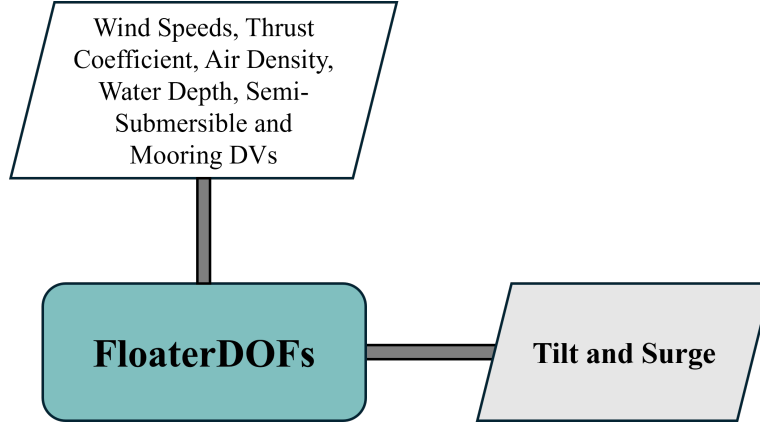 Wind Speeds, Thrust
Coefficient, Air Density,
Water Depth, Semi-
Submersible and
Mooring DVs
FloaterDOFs
Tilt and Surge